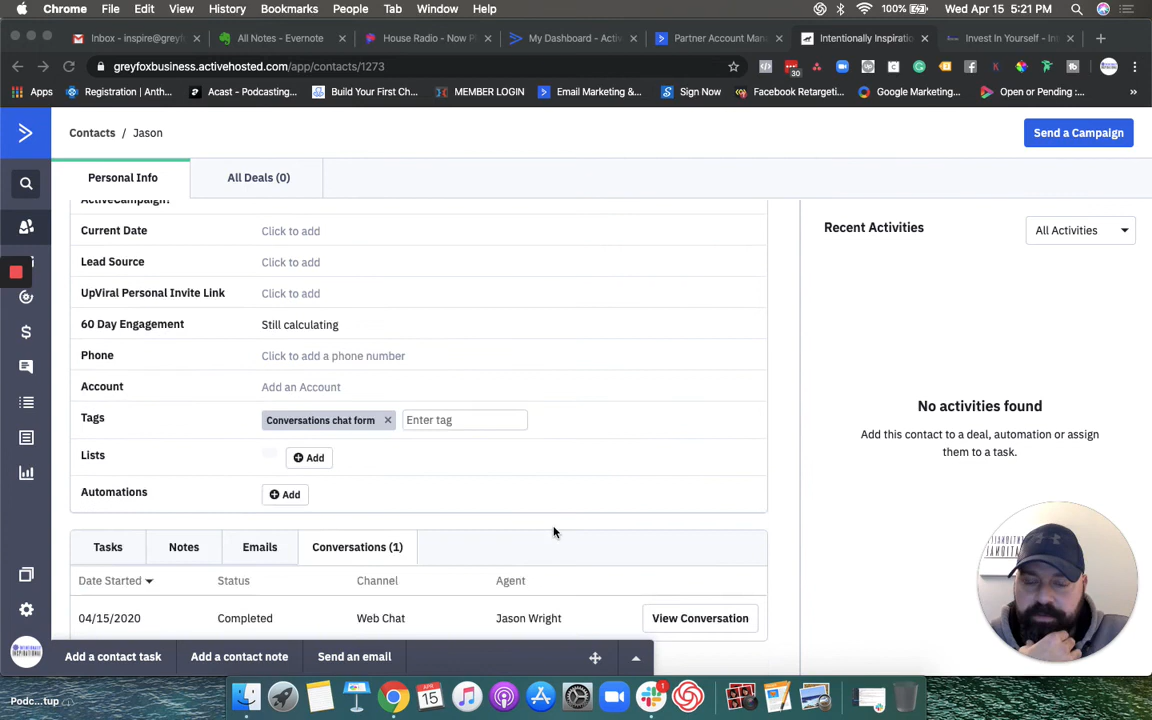 Chrome File Edit View History Bookmarks People Tab Window Help 100% Wed Apr 15 5:21 PM
Inbox - inspire@greyf
All Notes - Evernote
House Radio - Now P
My Dashboard - Activ
Partner Account Man
Intentionally Inspiratio
Invest In Yourself - Int
greyfoxbusiness.activehosted.com/app/contacts/1273
30
Apps
Registration | Anth...
Acast - Podcasting...
Build Your First Ch...
MEMBER LOGIN
Email Marketing &...
Sign Now
Facebook Retargeti...
Google Marketing...
Open or Pending :...
Contacts / Jason
Send a Campaign
Personal Info
All Deals (0)
ActiveCampaign?
Current Date Click to add
Lead Source Click to add
UpViral Personal Invite Link Click to add
60 Day Engagement Still calculating
Phone Click to add a phone number
Account Add an Account
Tags Conversations chat form Enter tag
Lists Add
Automations Add
Recent Activities
All Activities
No activities found
Add this contact to a deal, automation or assign
them to a task.
Tasks Notes Emails Conversations (1)
Date Started Status Channel Agent
04/15/2020 Completed Web Chat Jason Wright View Conversation
Add a contact task Add a contact note Send an email
Podc...tup
APR
15
1